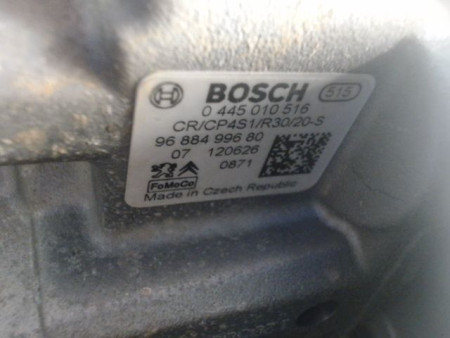 BOSCH 515
0 445 010 516
CR/CP4S1/R30/20-S
96 884 996 80
07 120626
0871
FoMoCo
Made in Czech Republic